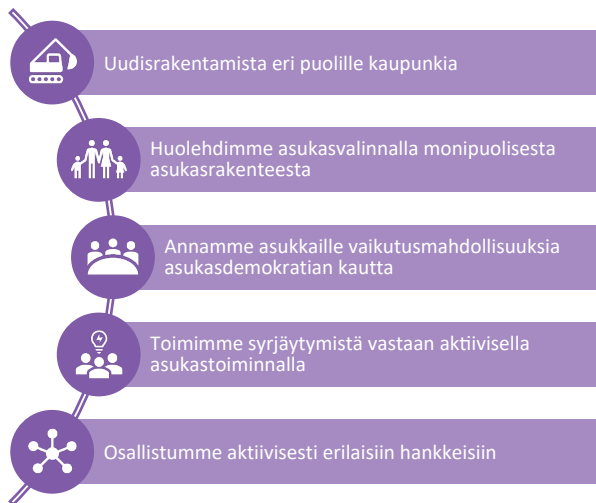 Uudisrakentamista eri puolille kaupunkia
Huolehdimme asukasvalinnalla monipuolisesta
asukasrakenteesta
Annamme asukkaille vaikutusmahdollisuuksia
asukasdemokratian kautta
Toimimme syrjäytymistä vastaan aktiivisella
asukastoiminnalla
Osallistumme aktiivisesti erilaisiin hankkeisiin